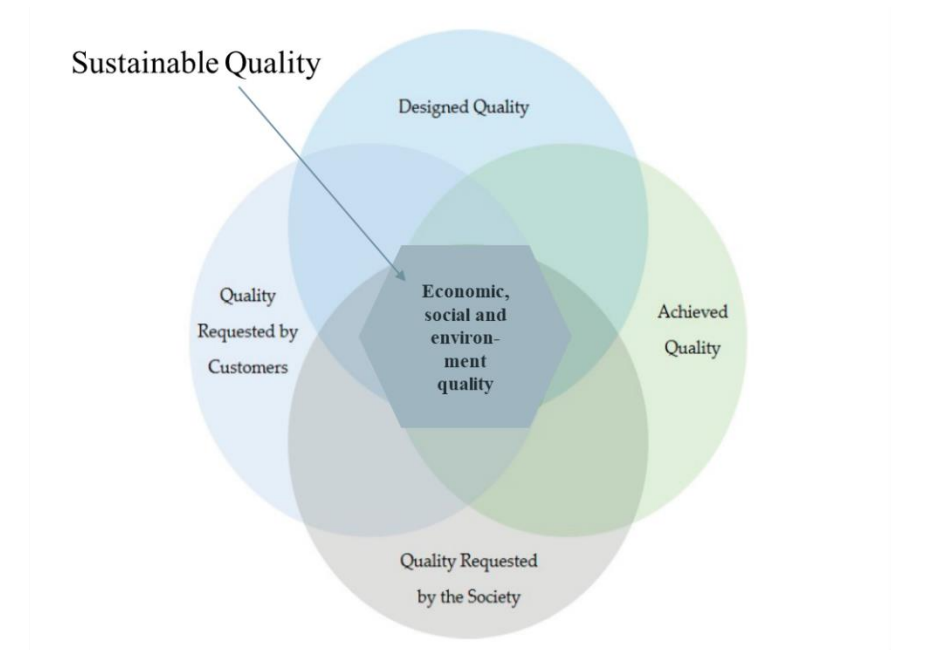 Sustainable Quality
Designed Quality
Quality
Requested by
Customers
Economic,
social and
environ-
ment
quality
Achieved
Quality
Quality Requested
by the Society